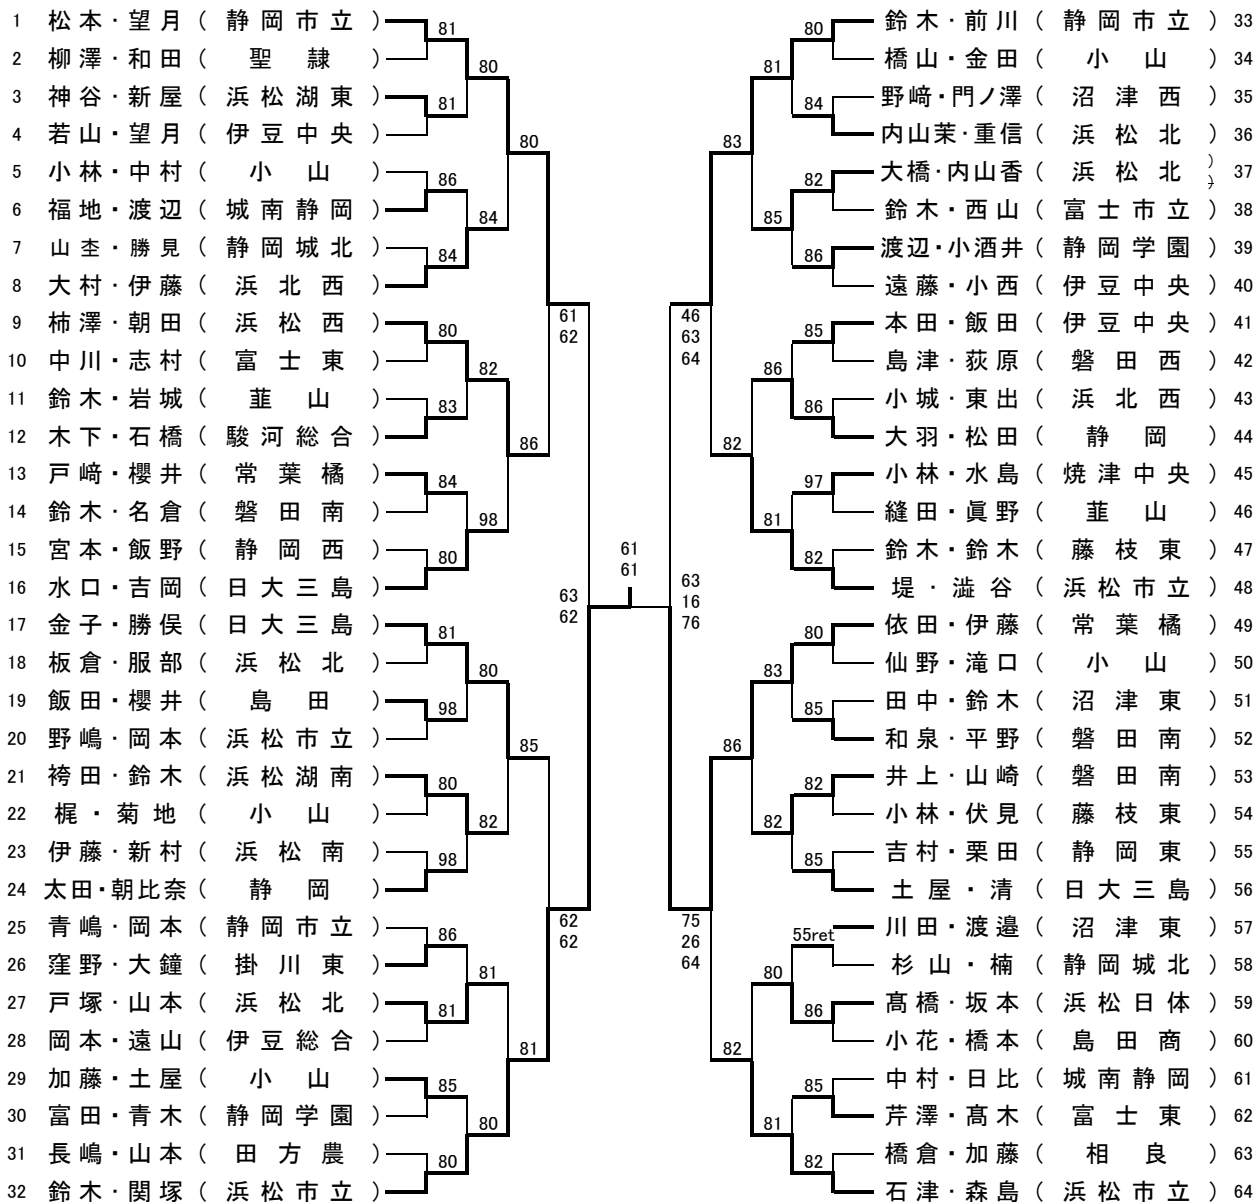 1 松本・望月 ( 静岡市立 )
2 柳澤・和田 ( 聖隷 )
3 神谷・新屋 ( 浜松湖東 )
4 若山・望月 ( 伊豆中央 )
5 小林・中村 ( 小山 )
6 福地・渡辺 ( 城南静岡 )
7 山杢・勝見 ( 静岡城北 )
8 大村・伊藤 ( 浜北西 )
9 柿澤・朝田 ( 浜松西 )
10 中川・志村 ( 富士東 )
11 鈴木・岩城 ( 韮山 )
12 木下・石橋 ( 駿河総合 )
13 戸﨑・櫻井 ( 常葉橘 )
14 鈴木・名倉 ( 磐田南 )
15 宮本・飯野 ( 静岡西 )
16 水口・吉岡 ( 日大三島 )
17 金子・勝俣 ( 日大三島 )
18 板倉・服部 ( 浜松北 )
19 飯田・櫻井 ( 島田 )
20 野嶋・岡本 ( 浜松市立 )
21 袴田・鈴木 ( 浜松湖南 )
22 梶・菊地 ( 小山 )
23 伊藤・新村 ( 浜松南 )
24 太田・朝比奈 ( 静岡 )
25 青嶋・岡本 ( 静岡市立 )
26 窪野・大鐘 ( 掛川東 )
27 戸塚・山本 ( 浜松北 )
28 岡本・遠山 ( 伊豆総合 )
29 加藤・土屋 ( 小山 )
30 富田・青木 ( 静岡学園 )
31 長嶋・山本 ( 田方農 )
32 鈴木・関塚 ( 浜松市立 )
81
81
86
84
80
83
84
80
81
98
80
98
86
81
85
80
80
84
82
98
80
82
81
80
80
86
85
81
61
62
62
62
63
62
61
61
63
16
76
46
63
64
75
26
64
83
82
86
82
81
85
86
81
83
82
80
81
80
84
82
86
85
86
97
82
80
85
82
85
55ret
86
85
82
鈴木・前川 ( 静岡市立 ) 33
橋山・金田 ( 小山 ) 34
野﨑・門ノ澤 ( 沼津西 ) 35
内山茉・重信 ( 浜松北 ) 36
大橋・内山香 ( 浜松北 ) 37
鈴木・西山 ( 富士市立 ) 38
渡辺・小酒井 ( 静岡学園 ) 39
遠藤・小西 ( 伊豆中央 ) 40
本田・飯田 ( 伊豆中央 ) 41
島津・荻原 ( 磐田西 ) 42
小城・東出 ( 浜北西 ) 43
大羽・松田 ( 静岡 ) 44
小林・水島 ( 焼津中央 ) 45
縫田・眞野 ( 韮山 ) 46
鈴木・鈴木 ( 藤枝東 ) 47
堤・澁谷 ( 浜松市立 ) 48
依田・伊藤 ( 常葉橘 ) 49
仙野・滝口 ( 小山 ) 50
田中・鈴木 ( 沼津東 ) 51
和泉・平野 ( 磐田南 ) 52
井上・山崎 ( 磐田南 ) 53
小林・伏見 ( 藤枝東 ) 54
吉村・栗田 ( 静岡東 ) 55
土屋・清 ( 日大三島 ) 56
川田・渡邉 ( 沼津東 ) 57
杉山・楠 ( 静岡城北 ) 58
髙橋・坂本 ( 浜松日体 ) 59
小花・橋本 ( 島田商 ) 60
中村・日比 ( 城南静岡 ) 61
芹澤・髙木 ( 富士東 ) 62
橋倉・加藤 ( 相良 ) 63
石津・森島 ( 浜松市立 ) 64